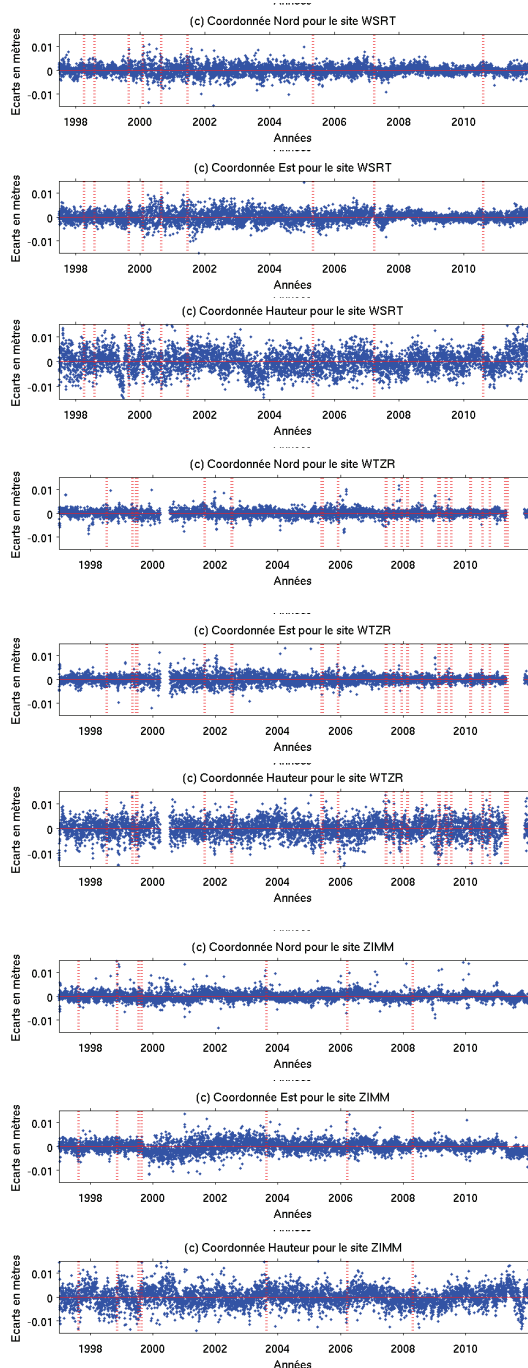 (c) Coordonnée Nord pour le site WSRT
Ecarts en mètres
0.01
0
-0.01
1998 2000 2002 2004 2006 2008 2010
Années
(c) Coordonnée Est pour le site WSRT
Ecarts en mètres
0.01
0
-0.01
1998 2000 2002 2004 2006 2008 2010
Années
(c) Coordonnée Hauteur pour le site WSRT
Ecarts en mètres
0.01
0
-0.01
1998 2000 2002 2004 2006 2008 2010
Années
(c) Coordonnée Nord pour le site WTZR
Ecarts en mètres
0.01
0
-0.01
1998 2000 2002 2004 2006 2008 2010
Années
(c) Coordonnée Est pour le site WTZR
Ecarts en mètres
0.01
0
-0.01
1998 2000 2002 2004 2006 2008 2010
Années
(c) Coordonnée Hauteur pour le site WTZR
Ecarts en mètres
0.01
0
-0.01
1998 2000 2002 2004 2006 2008 2010
Années
(c) Coordonnée Nord pour le site ZIMM
Ecarts en mètres
0.01
0
-0.01
1998 2000 2002 2004 2006 2008 2010
Années
(c) Coordonnée Est pour le site ZIMM
Ecarts en mètres
0.01
0
-0.01
1998 2000 2002 2004 2006 2008 2010
Années
(c) Coordonnée Hauteur pour le site ZIMM
Ecarts en mètres
0.01
0
-0.01
1998 2000 2002 2004 2006 2008 2010
Années